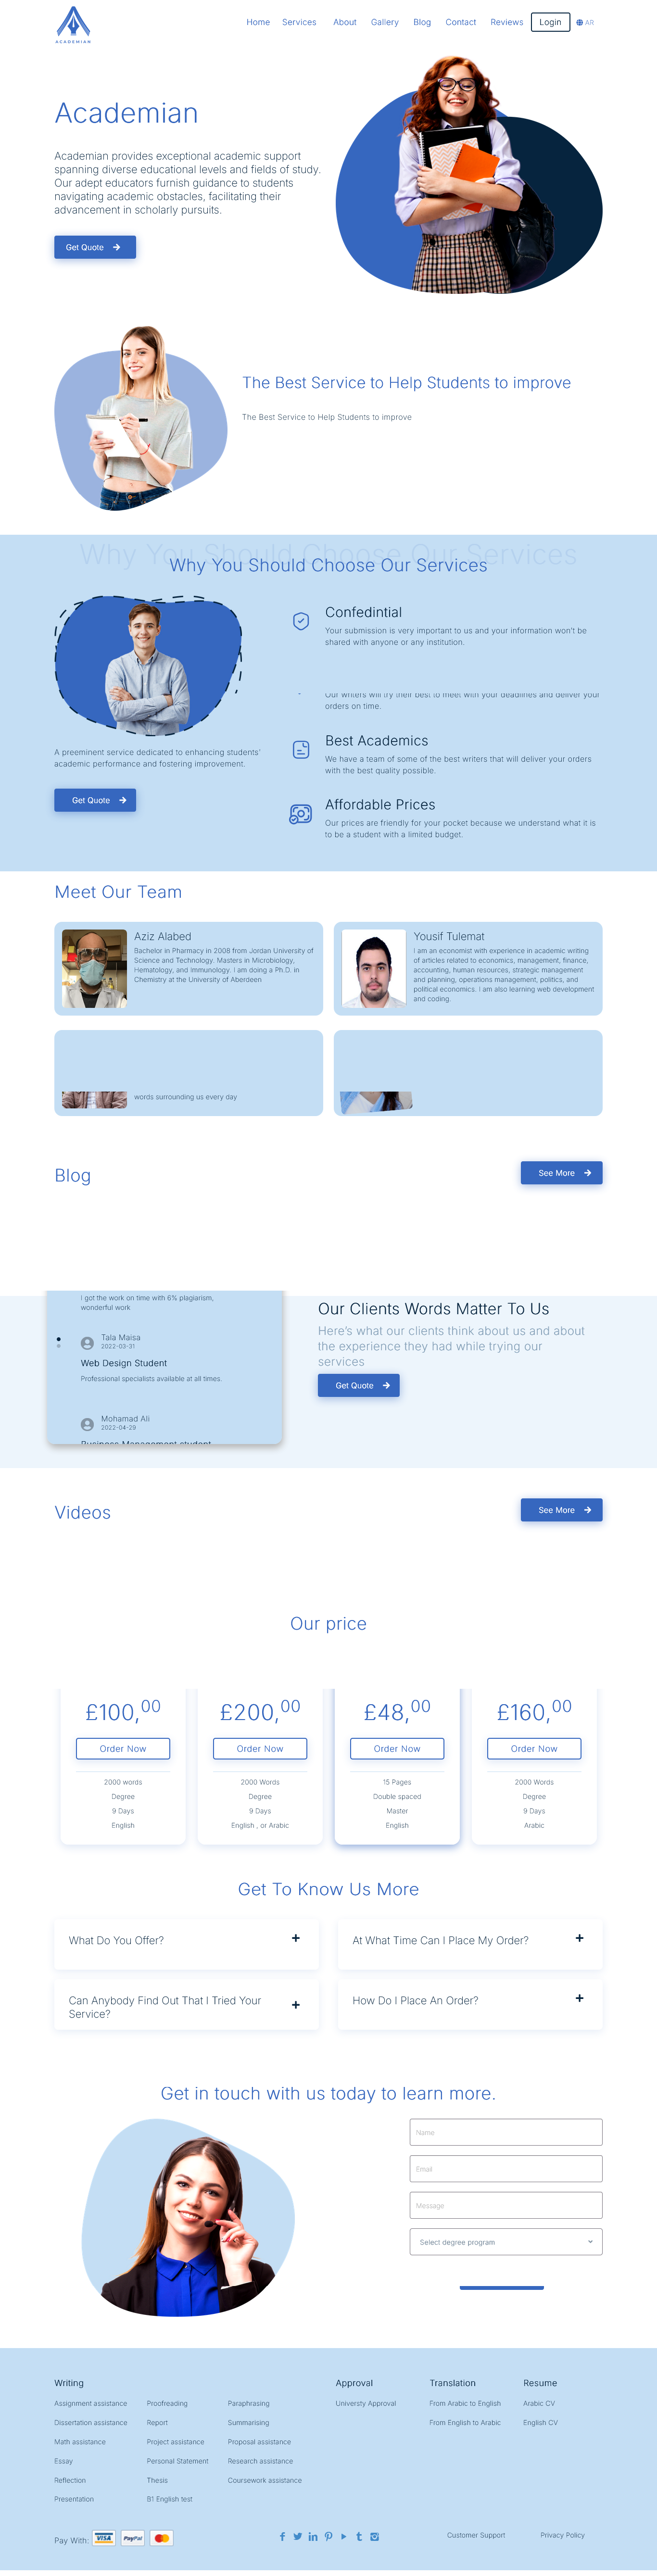 ACADEMIAN
Home
Services
About
Gallery
Blog
Contact
Reviews
Login
AR
Academian
Academian provides exceptional academic support
spanning diverse educational levels and fields of study.
Our adept educators furnish guidance to students
navigating academic obstacles, facilitating their
advancement in scholarly pursuits.
Get Quote
The Best Service to Help Students to improve
The Best Service to Help Students to improve
Why You Should Choose Our Services
Why You Should Choose Our Services
Confedintial
Your submission is very important to us and your information won't be
shared with anyone or any institution.
Our writers will try their best to meet with your deadlines and deliver your
orders on time.
A preeminent service dedicated to enhancing students'
academic performance and fostering improvement.
Get Quote
Best Academics
We have a team of some of the best writers that will deliver your orders
with the best quality possible.
Affordable Prices
Our prices are friendly for your pocket because we understand what it is
to be a student with a limited budget.
Meet Our Team
Aziz Alabed
Bachelor in Pharmacy in 2008 from Jordan University of
Science and Technology. Masters in Microbiology,
Hematology, and Immunology. I am doing a Ph.D. in
Chemistry at the University of Aberdeen
Yousif Tulemat
I am an economist with experience in academic writing
of articles related to economics, management, finance,
accounting, human resources, strategic management
and planning, operations management, politics, and
political economics. I am also learning web development
and coding.
words surrounding us every day
Blog
See More
I got the work on time with 6% plagiarism,
wonderful work
Tala Maisa
2022-03-31
Web Design Student
Professional specialists available at all times.
Mohamad Ali
2022-04-29
Business Management student
Our Clients Words Matter To Us
Here's what our clients think about us and about
the experience they had while trying our
services
Get Quote
Videos
See More
Our price
£100,00
Order Now
2000 words
Degree
9 Days
English
£200,00
Order Now
2000 Words
Degree
9 Days
English , or Arabic
£48,00
Order Now
15 Pages
Double spaced
Master
English
£160,00
Order Now
2000 Words
Degree
9 Days
Arabic
Get To Know Us More
What Do You Offer?
At What Time Can I Place My Order?
Can Anybody Find Out That I Tried Your
Service?
How Do I Place An Order?
Get in touch with us today to learn more.
Name
Email
Message
Select degree program
Writing
Assignment assistance
Dissertation assistance
Math assistance
Essay
Reflection
Presentation
Proofreading
Report
Project assistance
Personal Statement
Thesis
B1 English test
Paraphrasing
Summarising
Proposal assistance
Research assistance
Coursework assistance
Approval
Universty Approval
Translation
From Arabic to English
From English to Arabic
Resume
Arabic CV
English CV
Pay With:
VISA
PayPal
Customer Support
Privacy Policy